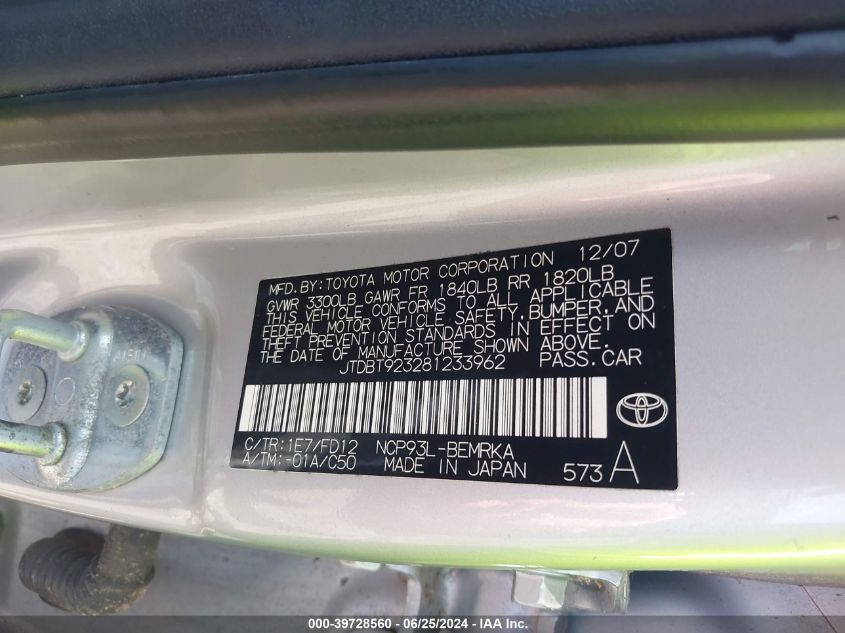 MFD.BY:TOYOTA MOTOR CORPORATION 12/07
GVWR 3300LB GAWR FR 1840LB RR 1820LB
THIS VEHICLE CONFORMS TO ALL APPLICABLE
FEDERAL MOTOR VEHICLE SAFETY,BUMPER,AND
THEFT PREVENTION STANDARDS IN EFFECT ON
THE DATE OF MANUFACTURE SHOWN ABOVE.
JTDBT923281233962 PASS.CAR
C/TR:1E7/FD12 NCP93L-BEMRKA
A/TM:-01A/C50 MADE IN JAPAN 573A
000-39728560 - 06/25/2024 - IAA Inc.